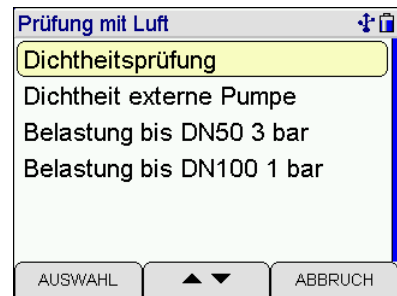 Prüfung mit Luft
Dichtheitsprüfung
Dichtheit externe Pumpe
Belastung bis DN50 3 bar
Belastung bis DN100 1 bar
AUSWAHL ▲ ▼ ABBRUCH